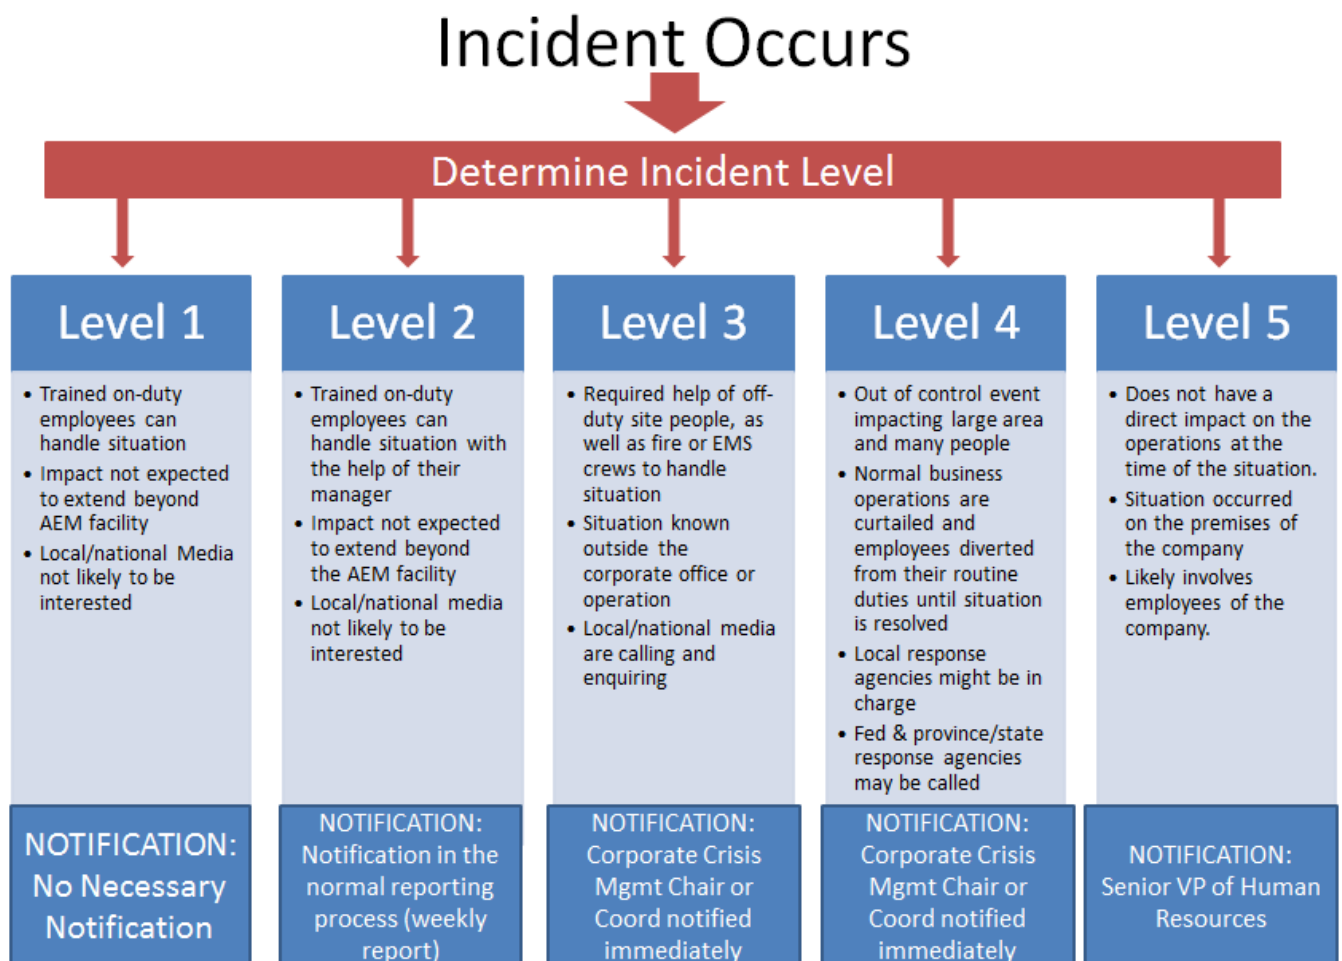 Incident Occurs
Determine Incident Level
Level 1
• Trained on-duty
employees can
handle situation
• Impact not expected
to extend beyond
AEM facility
• Local/national Media
not likely to be
interested
NOTIFICATION:
No Necessary
Notification
Level 2
• Trained on-duty
employees can
handle situation with
the help of their
manager
• Impact not expected
to extend beyond
the AEM facility
• Local/national media
not likely to be
interested
NOTIFICATION:
Notification in the
normal reporting
process (weekly
report)
Level 3
• Required help of off-
duty site people, as
well as fire or EMS
crews to handle
situation
• Situation known
outside the
corporate office or
operation
• Local/national media
are calling and
enquiring
NOTIFICATION:
Corporate Crisis
Mgmt Chair or
Coord notified
immediately
Level 4
• Out of control event
impacting large area
and many people
• Normal business
operations are
curtailed and
employees diverted
from their routine
duties until situation
is resolved
• Local response
agencies might be in
charge
• Fed & province/state
response agencies
may be called
NOTIFICATION:
Corporate Crisis
Mgmt Chair or
Coord notified
immediately
Level 5
• Does not have a
direct impact on the
operations at the
time of the situation.
• Situation occurred
on the premises of
the company
• Likely involves
employees of the
company.
NOTIFICATION:
Senior VP of Human
Resources